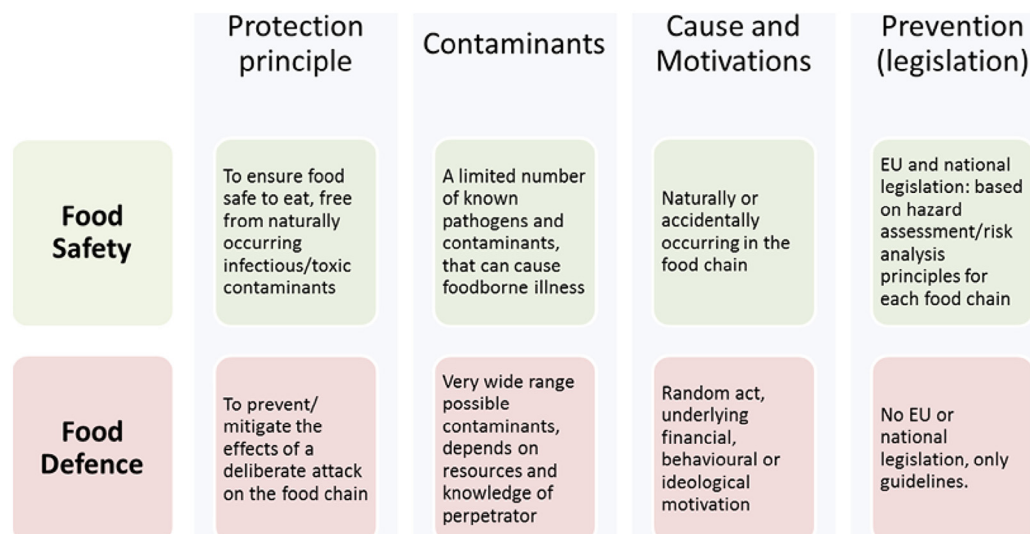 Protection
principle
Contaminants
Cause and
Motivations
Prevention
(legislation)
Food
Safety
To ensure food
safe to eat, free
from naturally
occurring
infectious/toxic
contaminants
A limited number
of known
pathogens and
contaminants,
that can cause
foodborne illness
Naturally or
accidentally
occurring in the
food chain
EU and national
legislation: based
on hazard
assessment/risk
analysis
principles for
each food chain
Food
Defence
To prevent/
mitigate the
effects of a
deliberate attack
on the food chain
Very wide range
possible
contaminants,
depends on
resources and
knowledge of
perpetrator
Random act,
underlying
financial,
behavioural or
ideological
motivation
No EU or
national
legislation, only
guidelines.